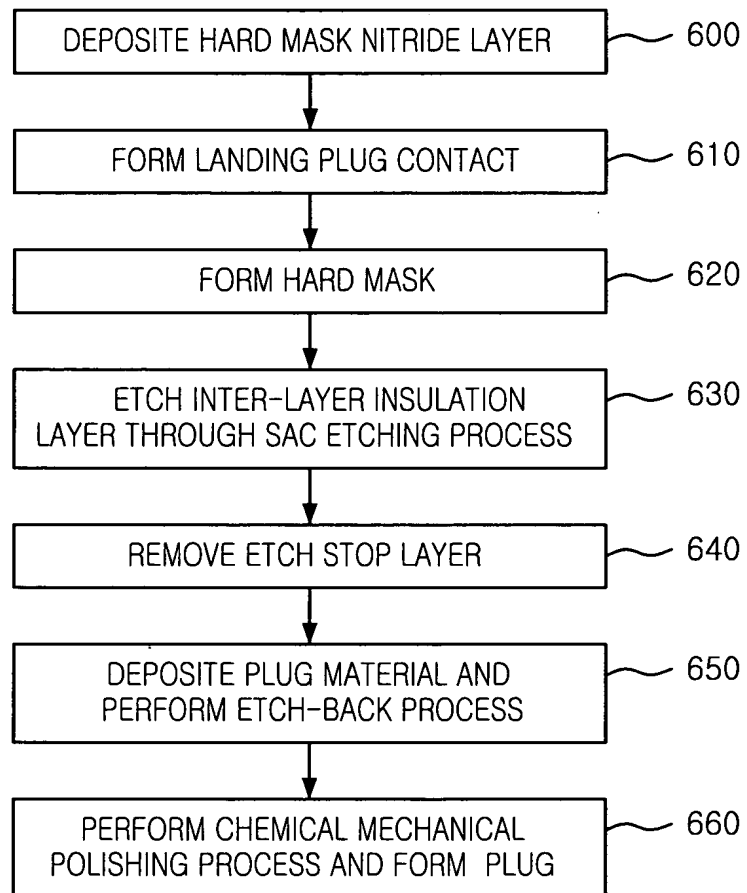 DEPOSITE HARD MASK NITRIDE LAYER 600
FORM LANDING PLUG CONTACT 610
FORM HARD MASK 620
ETCH INTER-LAYER INSULATION
LAYER THROUGH SAC ETCHING PROCESS 630
REMOVE ETCH STOP LAYER 640
DEPOSITE PLUG MATERIAL AND
PERFORM ETCH-BACK PROCESS 650
PERFORM CHEMICAL MECHANICAL
POLISHING PROCESS AND FORM PLUG 660